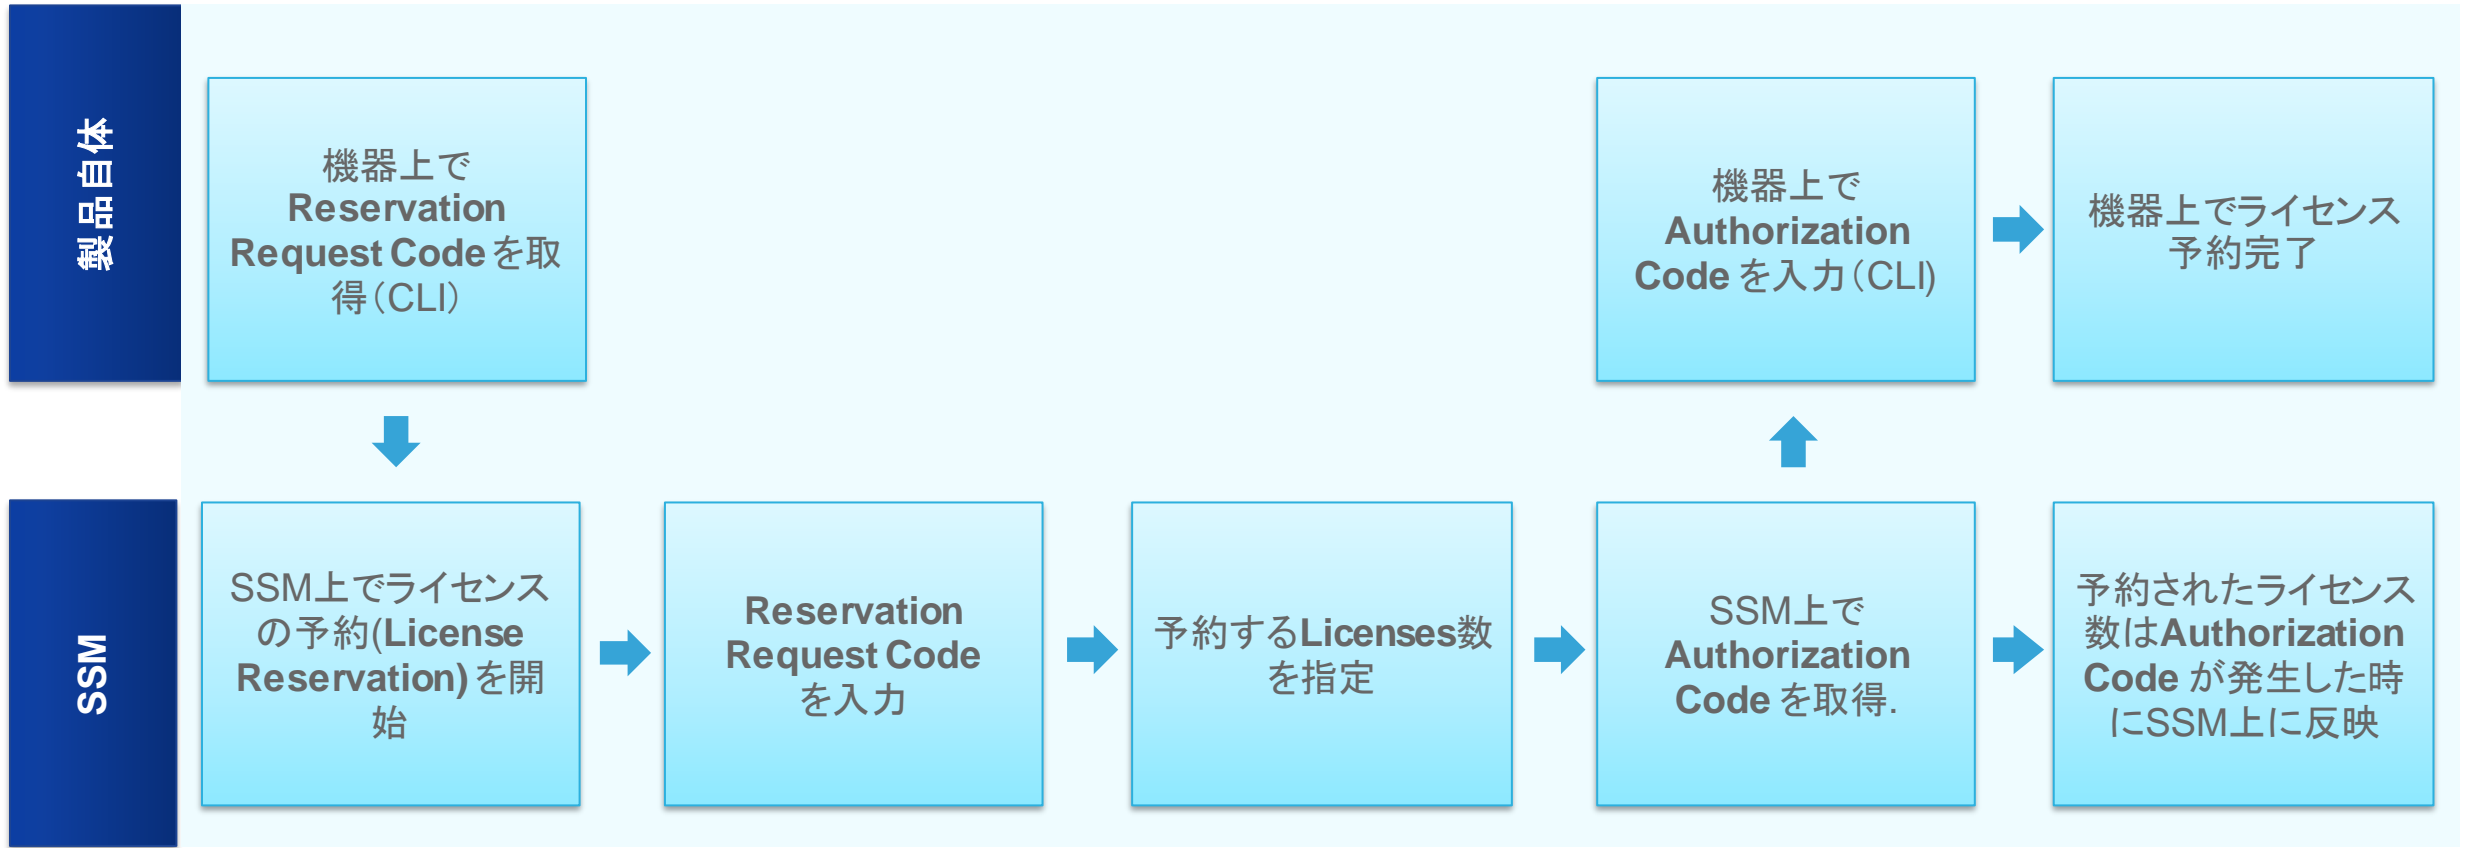 製品自体
機器上で
Reservation
Request Code を取
得（CLI）
機器上で
Authorization
Code を入力（CLI)
機器上でライセンス
予約完了
SSM
SSM上でライセンス
の予約(License
Reservation) を開
始
Reservation
Request Code
を入力
予約するLicenses数
を指定
SSM上で
Authorization
Code を取得.
予約されたライセンス
数はAuthorization
Code が発生した時
にSSM上に反映